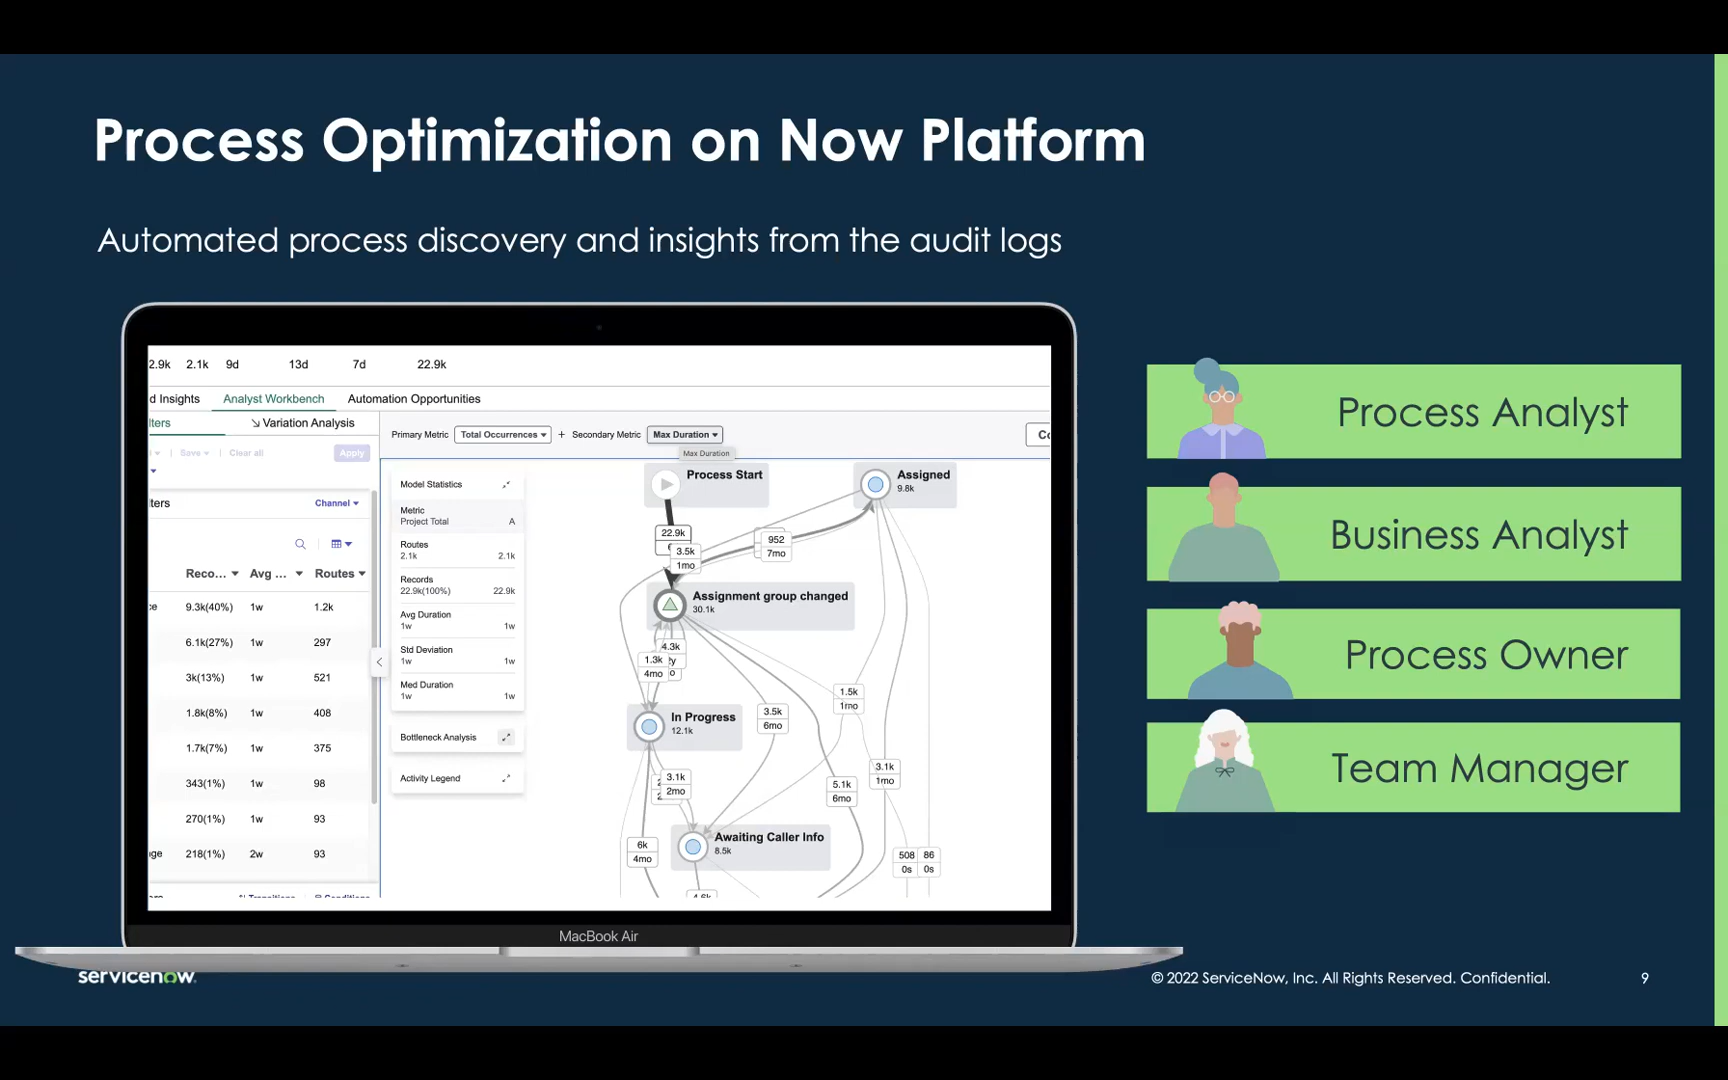 Process Optimization on Now Platform
Automated process discovery and insights from the audit logs
2.9k 2.1k 9d 13d 7d 22.9k
d Insights Analyst Workbench Automation Opportunities
lters Variation Analysis
Save Clear all Apply
Primary Metric Total Occurrences + Secondary Metric Max Duration
Max Duration
lters Channel
Reco... Avg ... Routes
9.3k(40%) 1w 1.2k
6.1k(27%) 1w 297
3k(13%) 1w 521
1.8k(8%) 1w 408
1.7k(7%) 1w 375
343(1%) 1w 98
270(1%) 1w 93
nge 218(1%) 2w 93
Transitions Conditions
Model Statistics
Metric
Project Total A
Routes
2.1k 2.1k
Records
22.9k(100%) 22.9k
Avg Duration
1w 1w
Std Deviation
1w 1w
Med Duration
1w 1w
Bottleneck Analysis
Activity Legend
Process Start
Assigned
9.8k
22.9k
3.5k
1mo
952
7mo
Assignment group changed
30.1k
4.3k
1.3k
4mo
In Progress
12.1k
3.5k
6mo
1.5k
1mo
3.1k
2mo
5.1k
6mo
3.1k
1mo
Awaiting Caller Info
8.5k
6k
4mo
508
0s
86
0s
4.6k
MacBook Air
Process Analyst
Business Analyst
Process Owner
Team Manager
servicenow
© 2022 ServiceNow, Inc. All Rights Reserved. Confidential.
9